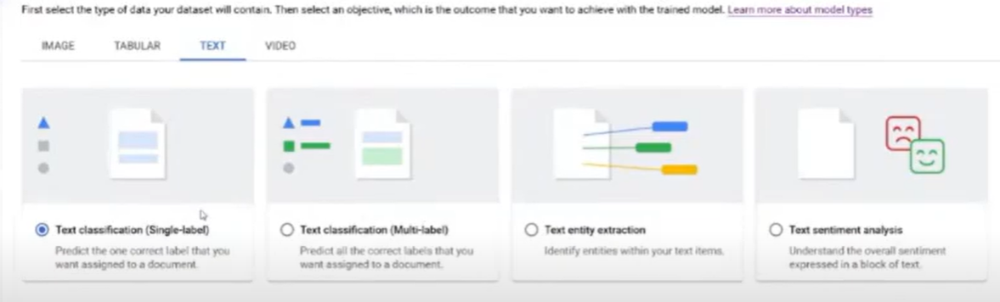 First select the type of data your dataset will contain. Then select an objective, which is the outcome that you want to achieve with the trained model. Learn more about model types
IMAGE TABULAR TEXT VIDEO
Text classification (Single-label)
Predict the one correct label that you
want assigned to a document.
Text classification (Multi-label)
Predict all the correct labels that you
want assigned to a document.
Text entity extraction
Identify entities within your text items.
Text sentiment analysis
Understand the overall sentiment
expressed in a block of text.